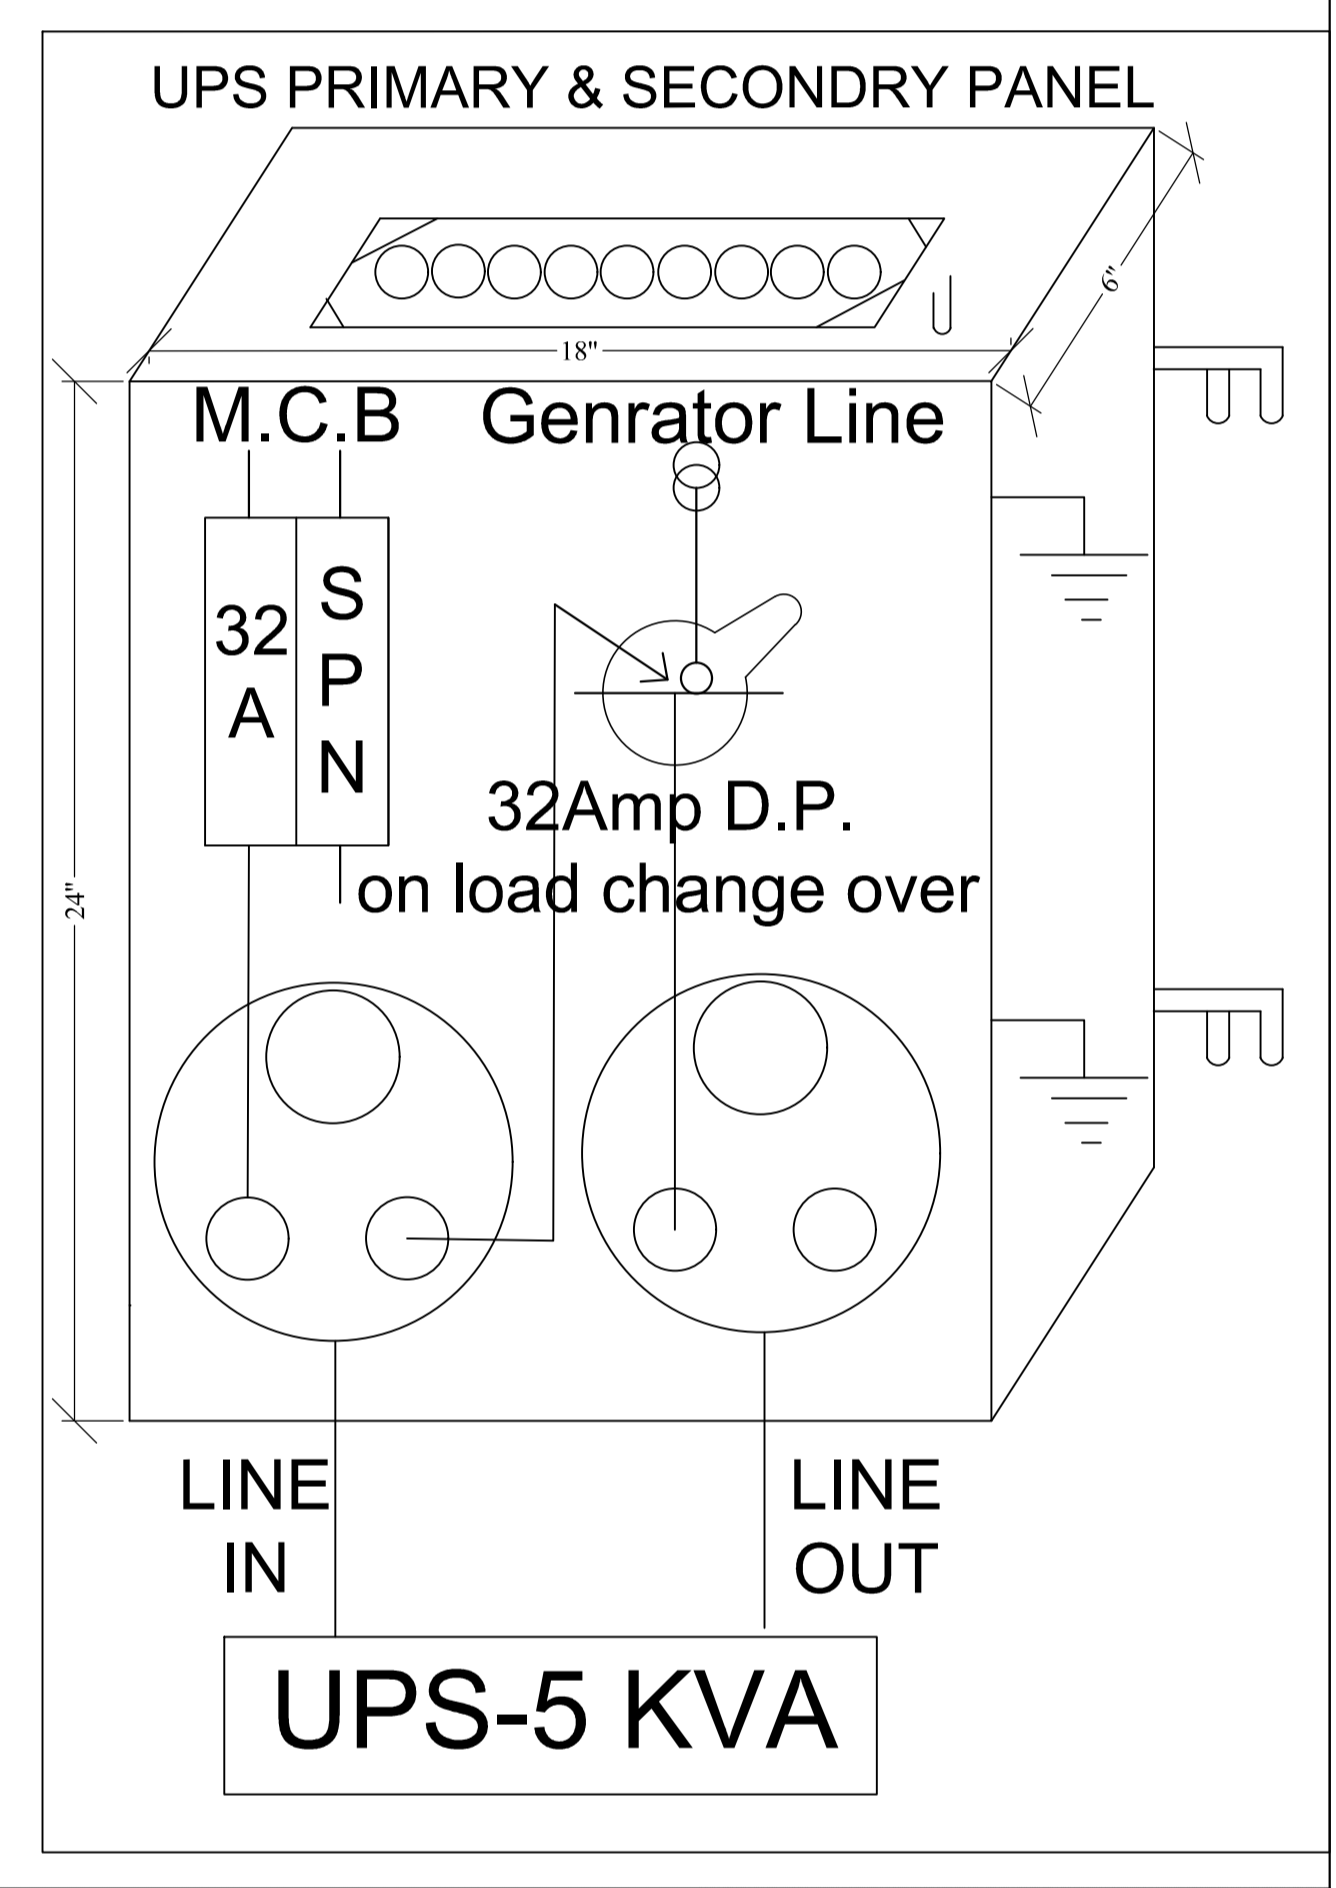 UPS PRIMARY & SECONDRY PANEL
6"
18"
M.C.B
Genrator Line
32
A
S
P
N
32Amp D.P.
on load change over
24"
LINE
IN
LINE
OUT
UPS-5 KVA